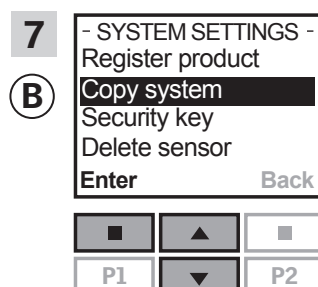 7
B
- SYSTEM SETTINGS -
Register product
Copy system
Security key
Delete sensor
Enter Back
P1 P2